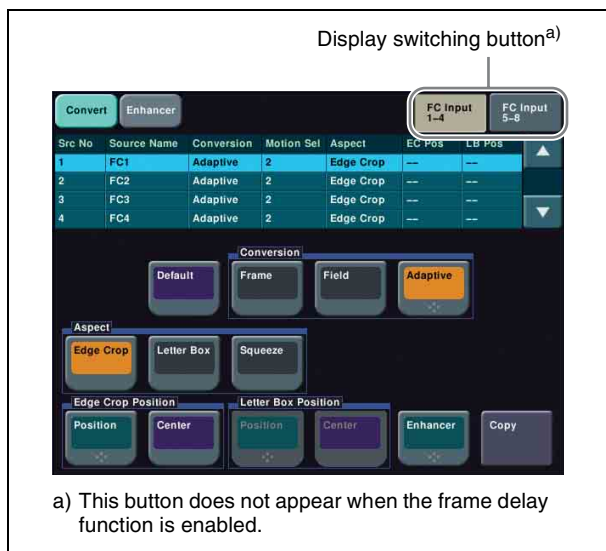 Display switching button a)
Convert Enhancer FC Input 1–4 FC Input 5–8
Src No Source Name Conversion Motion Sel Aspect EC Pos LB Pos
1 FC1 Adaptive 2 Edge Crop -- --
2 FC2 Adaptive 2 Edge Crop -- --
3 FC3 Adaptive 2 Edge Crop -- --
4 FC4 Adaptive 2 Edge Crop -- --
Conversion
Default Frame Field Adaptive
Aspect
Edge Crop Letter Box Squeeze
Edge Crop Position Letter Box Position
Position Center Position Center Enhancer Copy
a) This button does not appear when the frame delay
function is enabled.